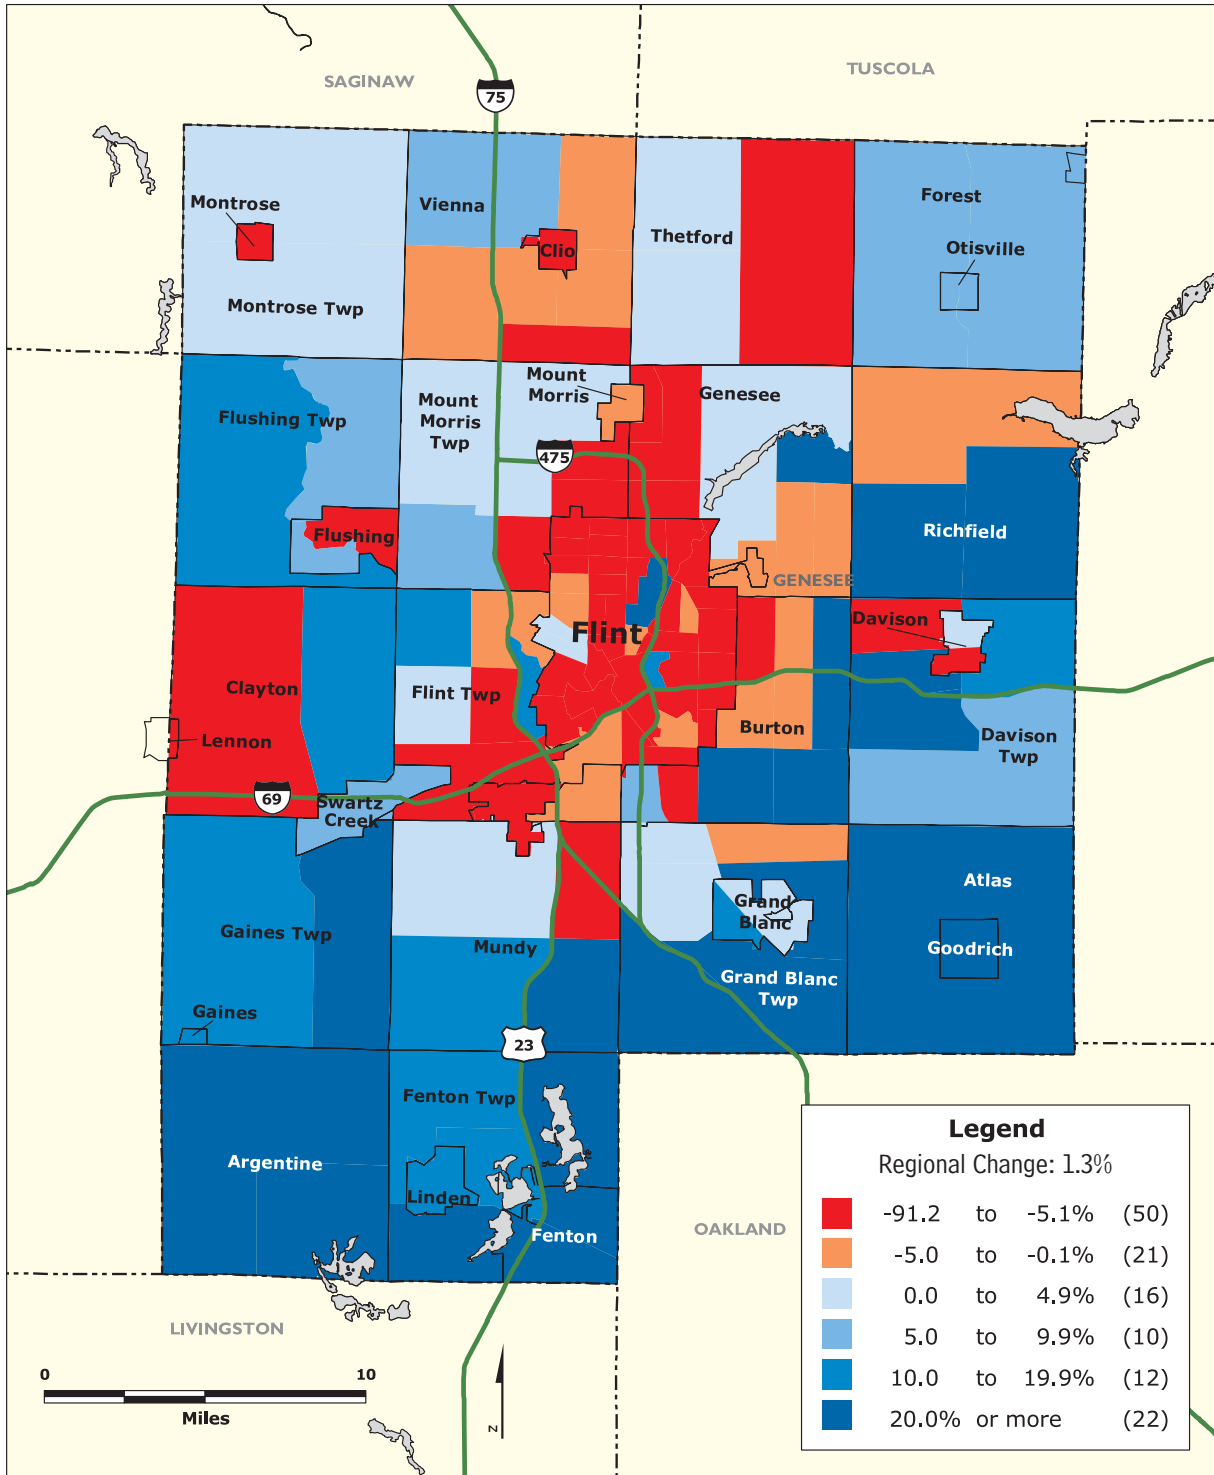 TUSCOLA
SAGINAW
75
Forest
Montrose
Vienna
Thetford
Otisville
Clio
Montrose Twp
Mount
Morris
Genesee
Mount
Morris
Twp
Flushing Twp
475
Richfield
Flushing
GENESEE
Davison
Flint
Clayton
Flint Twp
Burton
Lennon
Davison
Twp
69
Swartz
Creek
Atlas
Grand
Blanc
Gaines Twp
Mundy
Goodrich
Grand Blanc
Twp
Gaines
23
Fenton Twp
Argentine
Linden
Fenton
OAKLAND
LIVINGSTON
0 10
Miles
N
Legend
Regional Change: 1.3%
-91.2 to -5.1% (50)
-5.0 to -0.1% (21)
0.0 to 4.9% (16)
5.0 to 9.9% (10)
10.0 to 19.9% (12)
20.0% or more (22)